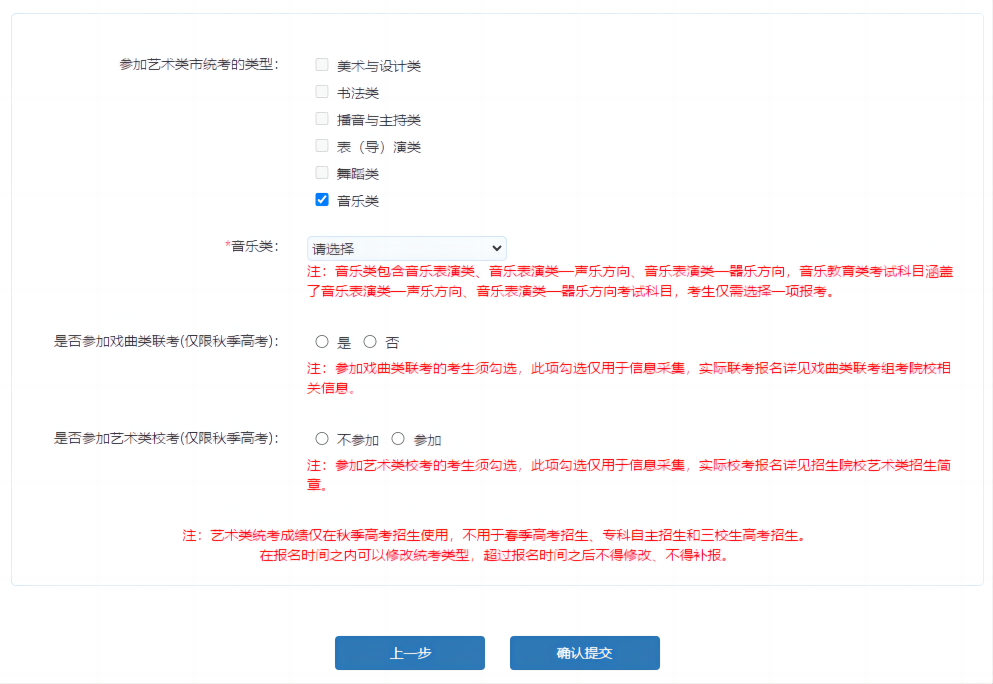 参加艺术类市统考的类型：
美术与设计类
书法类
播音与主持类
表（导）演类
舞蹈类
音乐类
*音乐类： 请选择
注：音乐类包含音乐表演类、音乐表演类—声乐方向、音乐表演类—器乐方向，音乐教育类考试科目涵盖
了音乐表演类—声乐方向、音乐表演类—器乐方向考试科目，考生仅需选择一项报考。
是否参加戏曲类联考(仅限秋季高考)： 是 否
注：参加戏曲类联考的考生须勾选，此项勾选仅用于信息采集，实际联考报名详见戏曲类联考组考院校相
关信息。
是否参加艺术类校考(仅限秋季高考)： 不参加 参加
注：参加艺术类校考的考生须勾选，此项勾选仅用于信息采集，实际校考报名详见招生院校艺术类招生简
章。
注：艺术类统考成绩仅在秋季高考招生使用，不用于春季高考招生、专科自主招生和三校生高考招生。
在报名时间之内可以修改统考类型，超过报名时间之后不得修改、不得补报。
上一步 确认提交